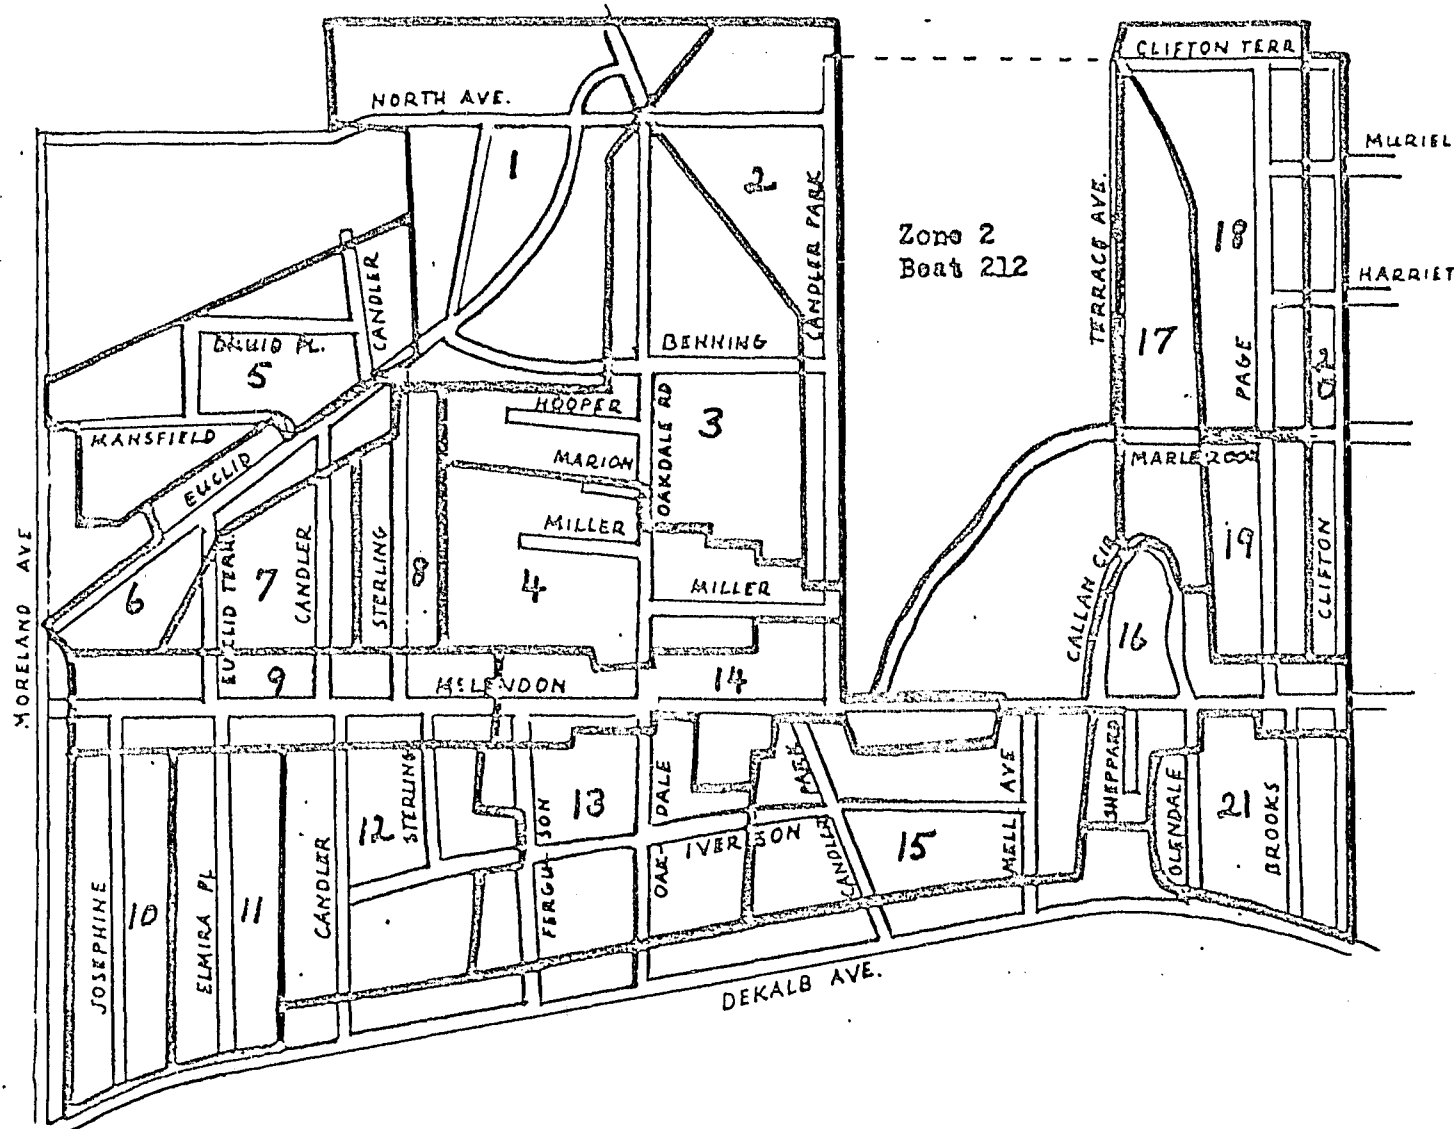 CLIFTON TERR
NORTH AVE.
MURIEL
1
2
CANDLER PARK
TERRACE AVE.
18
Zone 2
Beat 212
HARRIET
CANDLER
DRUID PL.
5
BENNING
17
PAGE
20
HOOPER
OAKDALE RD
3
MANSFIELD
MARION
EUCLID
MILLER
MORELAND AVE
6
EUCLID TERR.
7
CANDLER
STERLING
8
4
MILLER
CALLAN CIR
16
19
CLIFTON
9
McLENDON
14
JOSEPHINE
10
ELMIRA PL
11
CANDLER
12
STERLING
FERGUSON
13
OAKDALE
IVERSON
CANDLER PARK
15
MELL AVE
SHEPPARD
GLENDALE
21
BROOKS
DEKALB AVE.